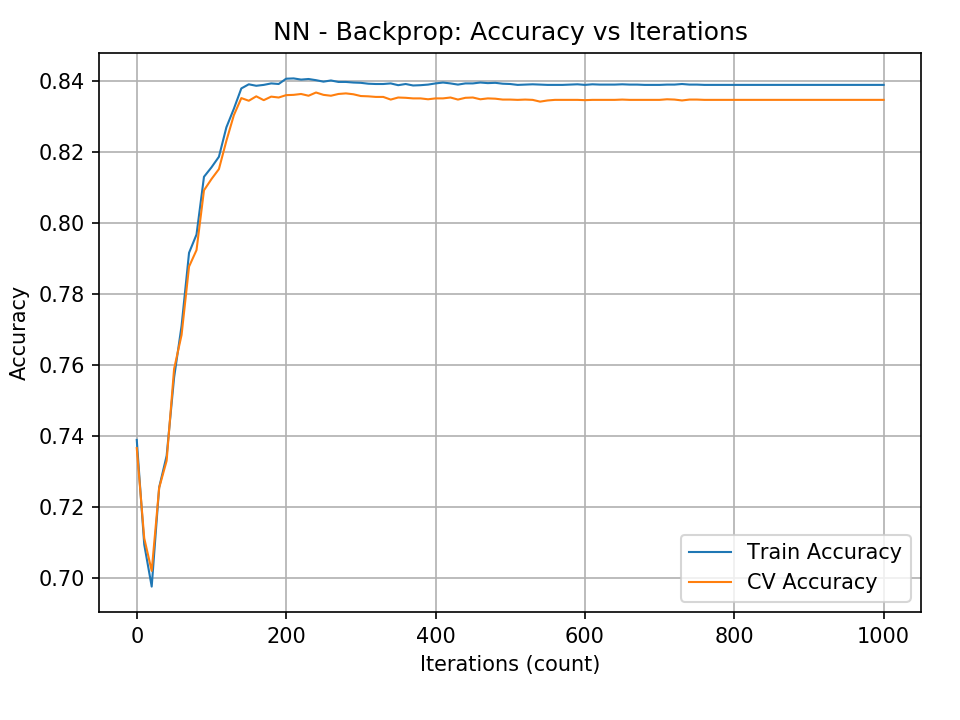 NN - Backprop: Accuracy vs Iterations
0.84
0.82
0.80
0.78
0.76
0.74
0.72
0.70
Accuracy
0 200 400 600 800 1000
Iterations (count)
Train Accuracy
CV Accuracy